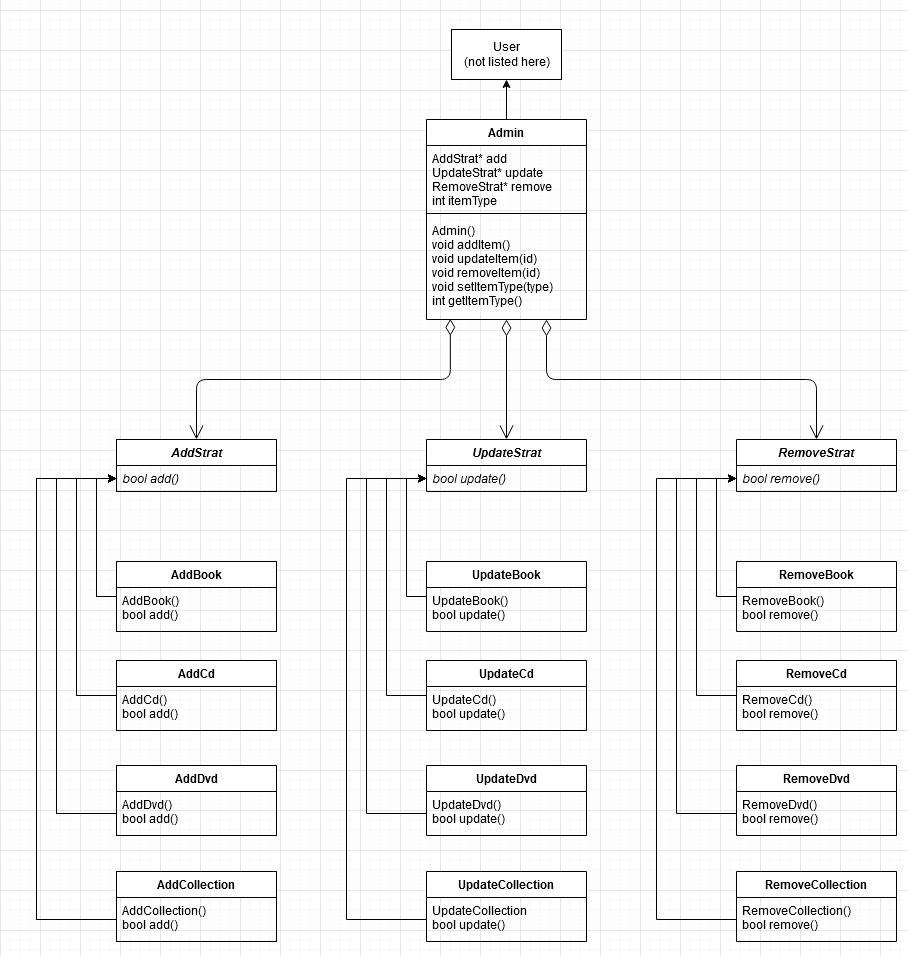 User
(not listed here)
Admin
AddStrat* add
UpdateStrat* update
RemoveStrat* remove
int itemType
Admin()
void addItem()
void updateItem(id)
void removeItem(id)
void setItemType(type)
int getItemType()
AddStrat
bool add()
UpdateStrat
bool update()
RemoveStrat
bool remove()
AddBook
AddBook()
bool add()
UpdateBook
UpdateBook()
bool update()
RemoveBook
RemoveBook()
bool remove()
AddCd
AddCd()
bool add()
UpdateCd
UpdateCd()
bool update()
RemoveCd
RemoveCd()
bool remove()
AddDvd
AddDvd()
bool add()
UpdateDvd
UpdateDvd()
bool update()
RemoveDvd
RemoveDvd()
bool remove()
AddCollection
AddCollection()
bool add()
UpdateCollection
UpdateCollection
bool update()
RemoveCollection
RemoveCollection()
bool remove()